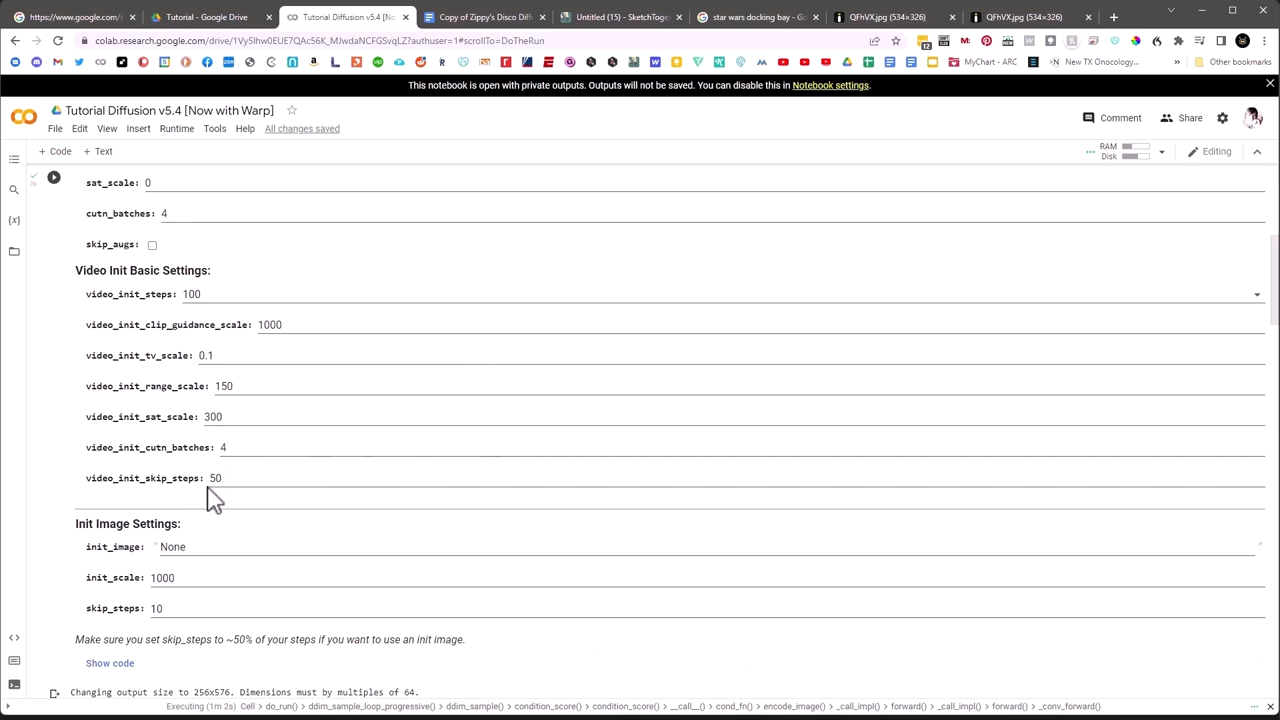 https://www.google.com/search?
Tutorial - Google Drive
Tutorial Diffusion v5.4 [Now
Copy of Zippy's Disco Diff
Untitled (15) - SketchToge
star wars docking bay - Go
QFhVX.jpg (534×326)
QFhVX.jpg (534×326)
colab.research.google.com/drive/1Vy5Ihw0EUE7QAc56K_MJwdaNCFGSvqLZ?authuser=1#scrollTo=DoTheRun
12
MyChart - ARC
New TX Oncology...
Other bookmarks
This notebook is open with private outputs. Outputs will not be saved. You can disable this in Notebook settings.
Tutorial Diffusion v5.4 [Now with Warp]
Comment
Share
File Edit View Insert Runtime Tools Help All changes saved
+ Code + Text
RAM
Disk
Editing
sat_scale: 0
cutn_batches: 4
skip_augs:
Video Init Basic Settings:
video_init_steps: 100
video_init_clip_guidance_scale: 1000
video_init_tv_scale: 0.1
video_init_range_scale: 150
video_init_sat_scale: 300
video_init_cutn_batches: 4
video_init_skip_steps: 50
Init Image Settings:
init_image: " None "
init_scale: 1000
skip_steps: 10
Make sure you set skip_steps to ~50% of your steps if you want to use an init image.
Show code
Changing output size to 256x576. Dimensions must by multiples of 64.
Executing (1m 2s) Cell > do_run() > ddim_sample_loop_progressive() > ddim_sample() > condition_score() > condition_score() > __call__() > cond_fn() > encode_image() > _call_impl() > forward() > _call_impl() > forward() > _conv_forward()